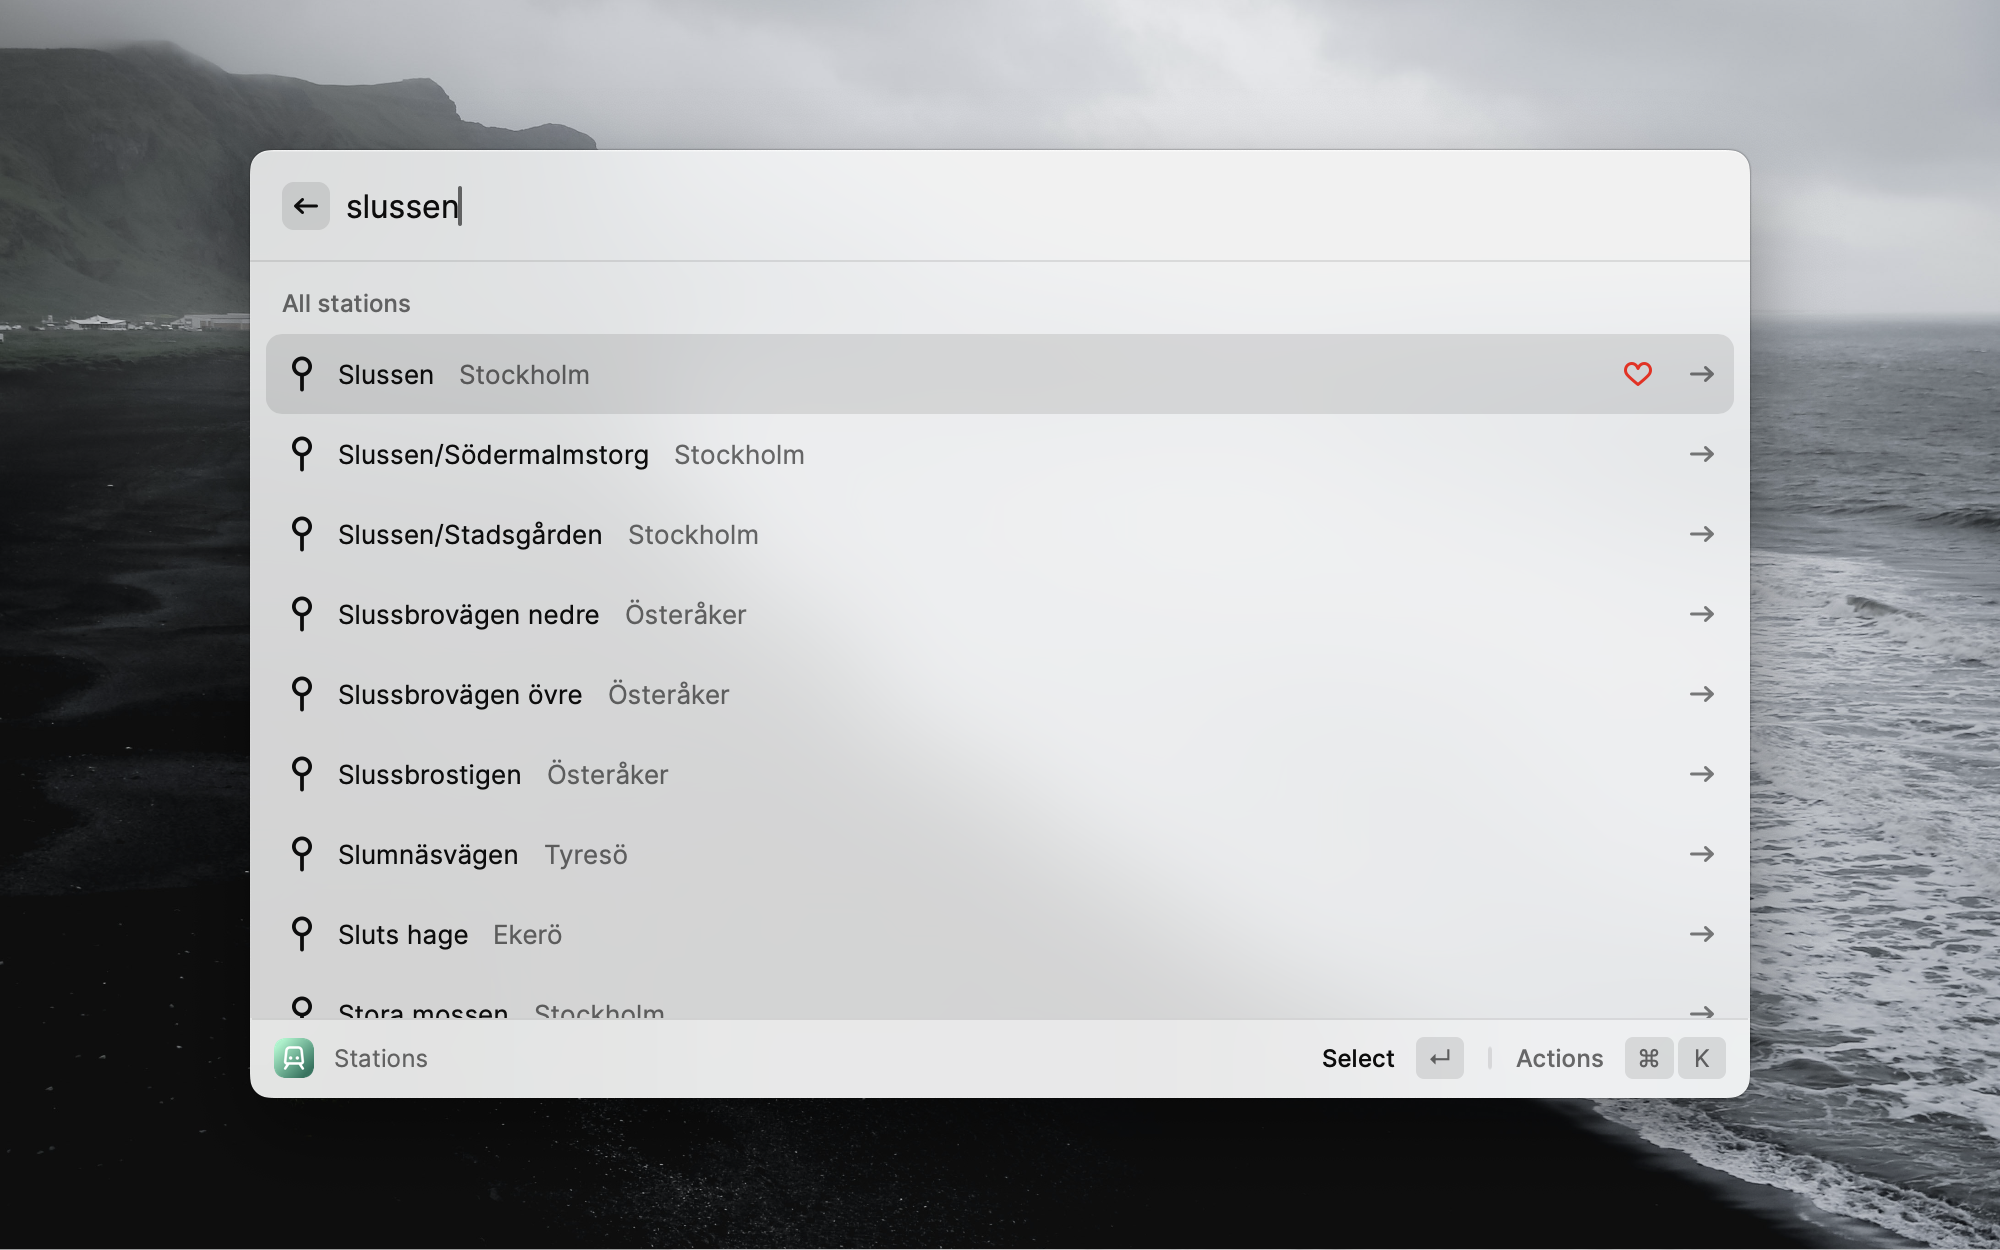 slussen
All stations
Slussen Stockholm
Slussen/Södermalmstorg Stockholm
Slussen/Stadsgården Stockholm
Slussbrovägen nedre Österåker
Slussbrovägen övre Österåker
Slussbrostigen Österåker
Slumnäsvägen Tyresö
Sluts hage Ekerö
Stora mossen Stockholm
Stations Select Actions ⌘ K